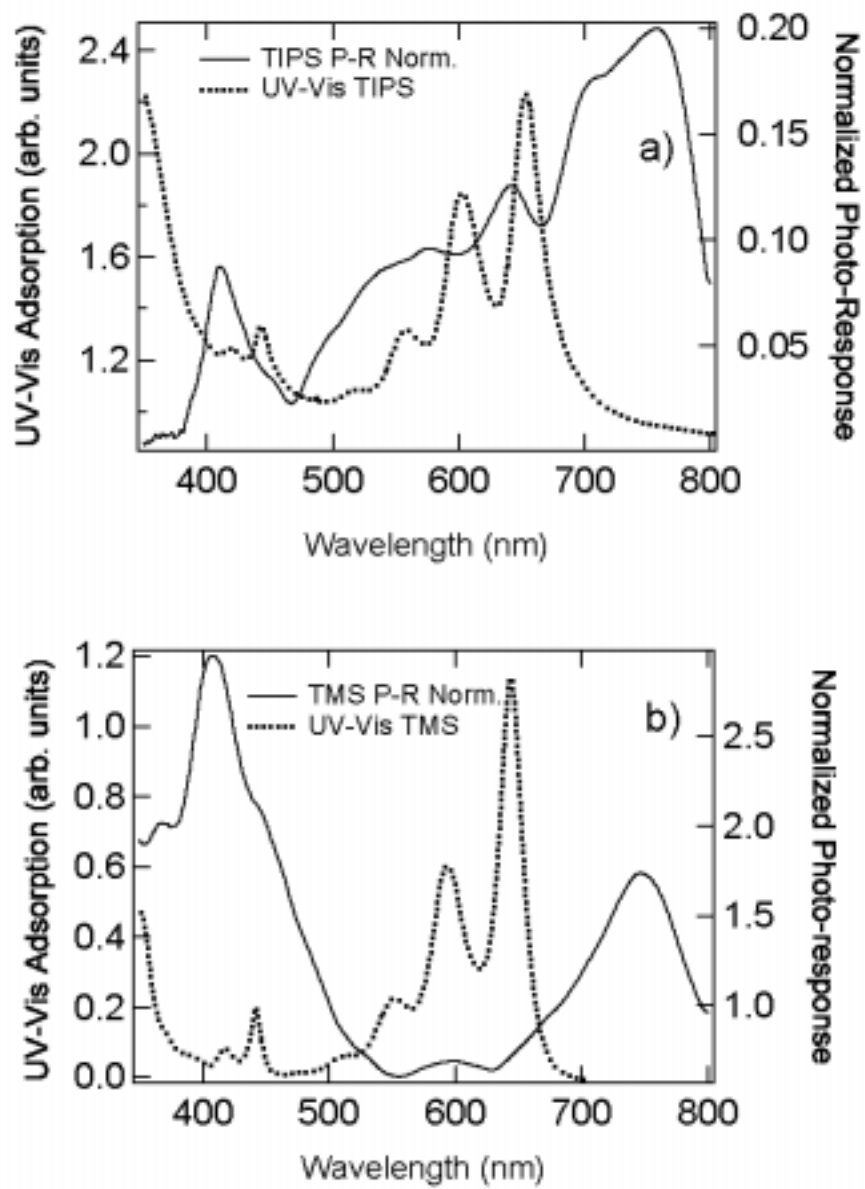 UV-Vis Adsorption (arb. units)
2.4
2.0
1.6
1.2
TIPS P-R Norm.
UV-Vis TIPS
a)
0.20
0.15
0.10
0.05
Normalized Photo-Response
400 500 600 700 800
Wavelength (nm)
UV-Vis Adsorption (arb. units)
1.2
1.0
0.8
0.6
0.4
0.2
0.0
TMS P-R Norm.
UV-Vis TMS
b)
2.5
2.0
1.5
1.0
Normalized Photo-response
400 500 600 700 800
Wavelength (nm)